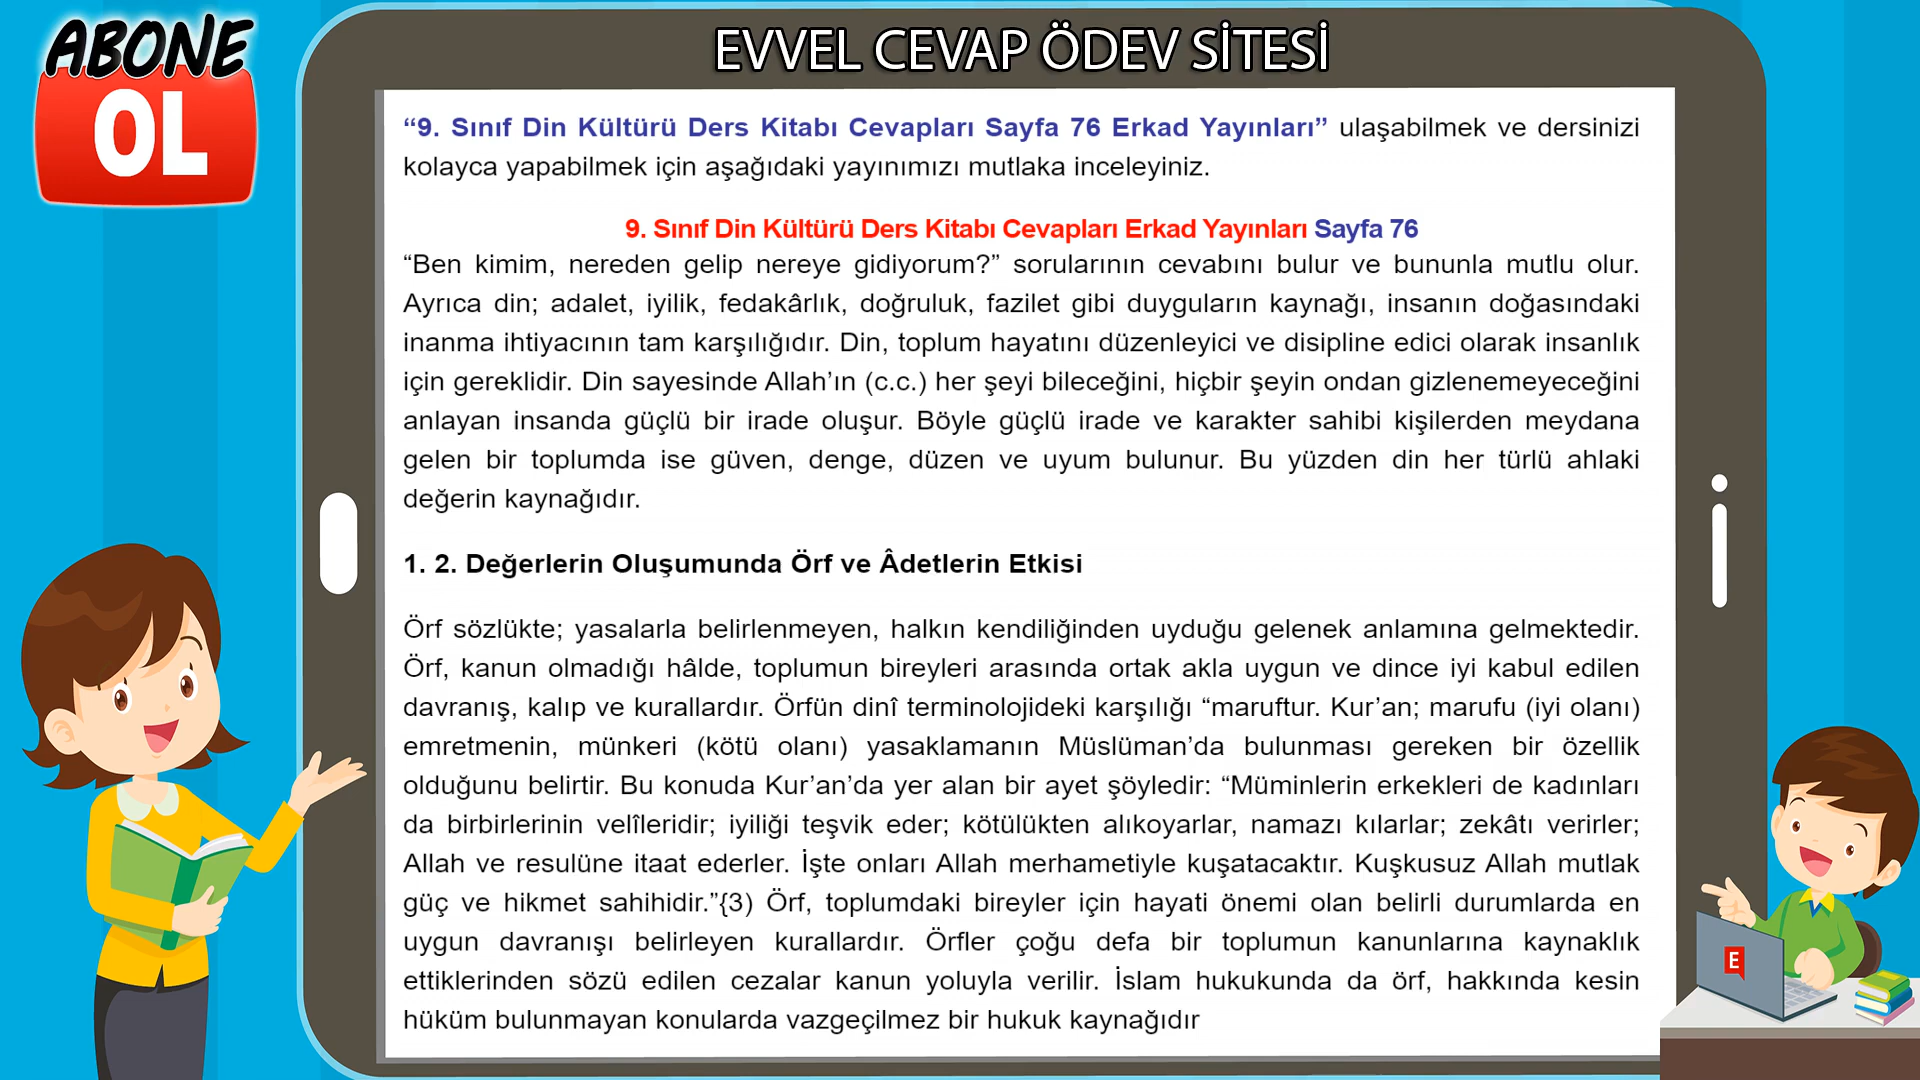 ABONE
OL
EVVEL CEVAP ÖDEV SİTESİ
“9. Sınıf Din Kültürü Ders Kitabı Cevapları Sayfa 76 Erkad Yayınları” ulaşabilmek ve dersinizi
kolayca yapabilmek için aşağıdaki yayınımızı mutlaka inceleyiniz.
9. Sınıf Din Kültürü Ders Kitabı Cevapları Erkad Yayınları Sayfa 76
“Ben kimim, nereden gelip nereye gidiyorum?” sorularının cevabını bulur ve bununla mutlu olur.
Ayrıca din; adalet, iyilik, fedakârlık, doğruluk, fazilet gibi duyguların kaynağı, insanın doğasındaki
inanma ihtiyacının tam karşılığıdır. Din, toplum hayatını düzenleyici ve disipline edici olarak insanlık
için gereklidir. Din sayesinde Allah’ın (c.c.) her şeyi bileceğini, hiçbir şeyin ondan gizlenemeyeceğini
anlayan insanda güçlü bir irade oluşur. Böyle güçlü irade ve karakter sahibi kişilerden meydana
gelen bir toplumda ise güven, denge, düzen ve uyum bulunur. Bu yüzden din her türlü ahlaki
değerin kaynağıdır.
1. 2. Değerlerin Oluşumunda Örf ve Âdetlerin Etkisi
Örf sözlükte; yasalarla belirlenmeyen, halkın kendiliğinden uyduğu gelenek anlamına gelmektedir.
Örf, kanun olmadığı hâlde, toplumun bireyleri arasında ortak akla uygun ve dince iyi kabul edilen
davranış, kalıp ve kurallardır. Örfün dinî terminolojideki karşılığı “maruftur. Kur’an; marufu (iyi olanı)
emretmenin, münkeri (kötü olanı) yasaklamanın Müslüman’da bulunması gereken bir özellik
olduğunu belirtir. Bu konuda Kur’an’da yer alan bir ayet şöyledir: “Müminlerin erkekleri de kadınları
da birbirlerinin velîleridir; iyiliği teşvik eder; kötülükten alıkoyarlar, namazı kılarlar; zekâtı verirler;
Allah ve resulüne itaat ederler. İşte onları Allah merhametiyle kuşatacaktır. Kuşkusuz Allah mutlak
güç ve hikmet sahihidir.”{3) Örf, toplumdaki bireyler için hayati önemi olan belirli durumlarda en
uygun davranışı belirleyen kurallardır. Örfler çoğu defa bir toplumun kanunlarına kaynaklık
ettiklerinden sözü edilen cezalar kanun yoluyla verilir. İslam hukukunda da örf, hakkında kesin
hüküm bulunmayan konularda vazgeçilmez bir hukuk kaynağıdır
E